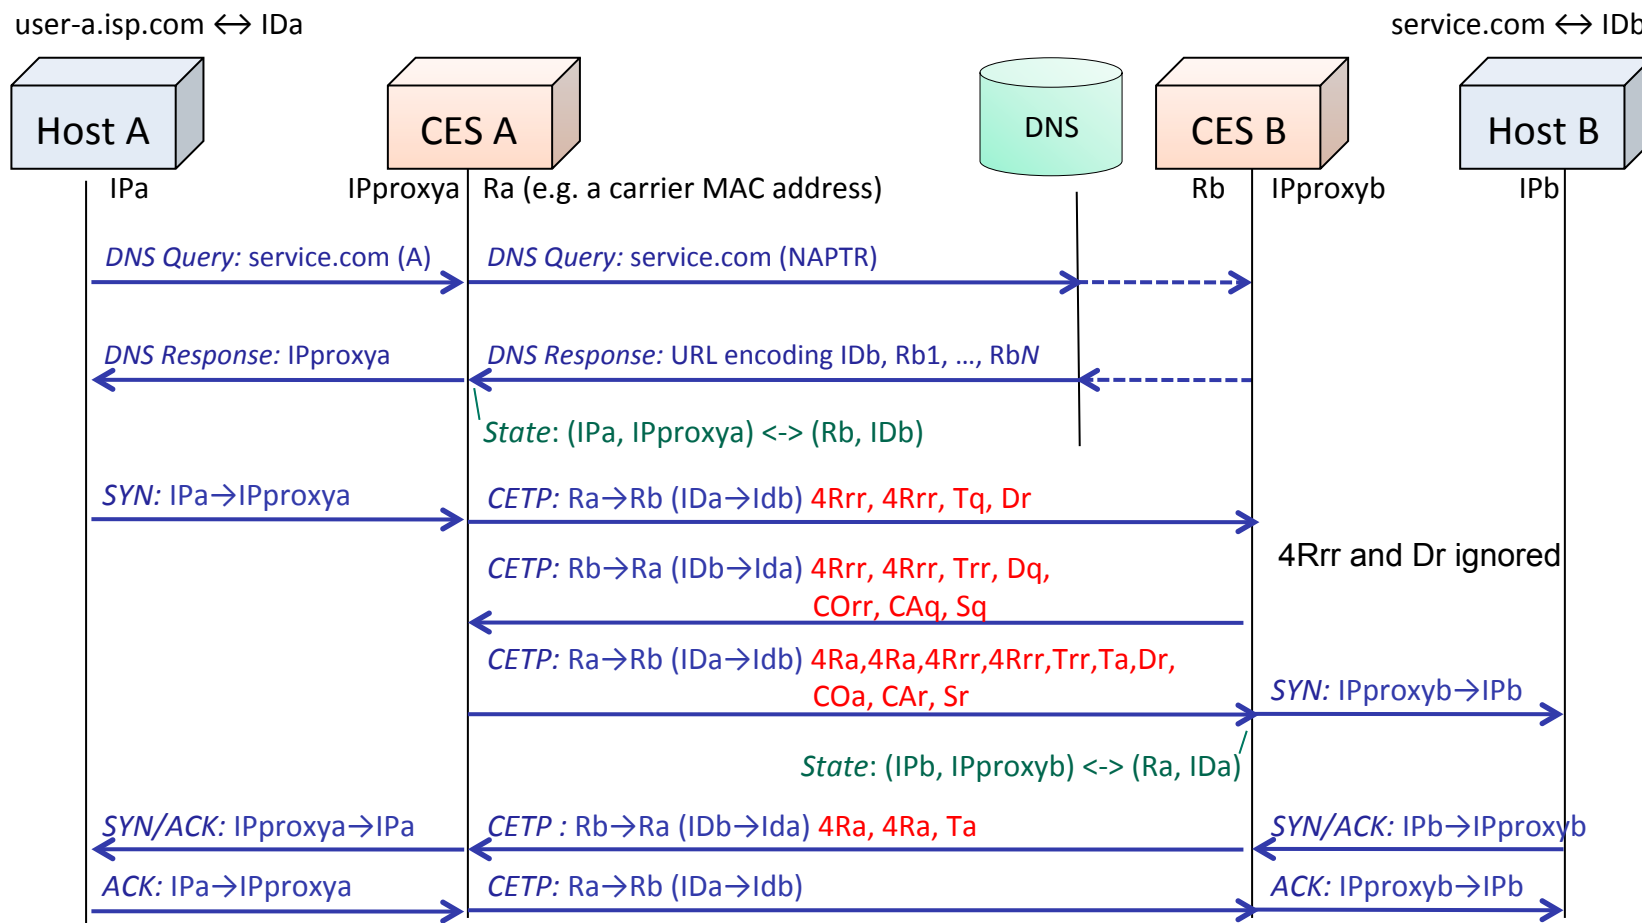 user-a.isp.com ↔ IDa
service.com ↔ IDb
Host A
CES A
DNS
CES B
Host B
IPa
IPproxya
Ra (e.g. a carrier MAC address)
Rb
IPproxyb
IPb
DNS Query: service.com (A)
DNS Query: service.com (NAPTR)
DNS Response: IPproxya
DNS Response: URL encoding IDb, Rb1, …, RbN
State: (IPa, IPproxya) <-> (Rb, IDb)
SYN: IPa→IPproxya
CETP: Ra→Rb (IDa→Idb) 4Rrr, 4Rrr, Tq, Dr
4Rrr and Dr ignored
CETP: Rb→Ra (IDb→Ida) 4Rrr, 4Rrr, Trr, Dq,
COrr, CAq, Sq
CETP: Ra→Rb (IDa→Idb) 4Ra,4Ra,4Rrr,4Rrr,Trr,Ta,Dr,
COa, CAr, Sr
SYN: IPproxyb→IPb
State: (IPb, IPproxyb) <-> (Ra, IDa)
SYN/ACK: IPproxya→IPa
CETP : Rb→Ra (IDb→Ida) 4Ra, 4Ra, Ta
SYN/ACK: IPb→IPproxyb
ACK: IPa→IPproxya
CETP: Ra→Rb (IDa→Idb)
ACK: IPproxyb→IPb